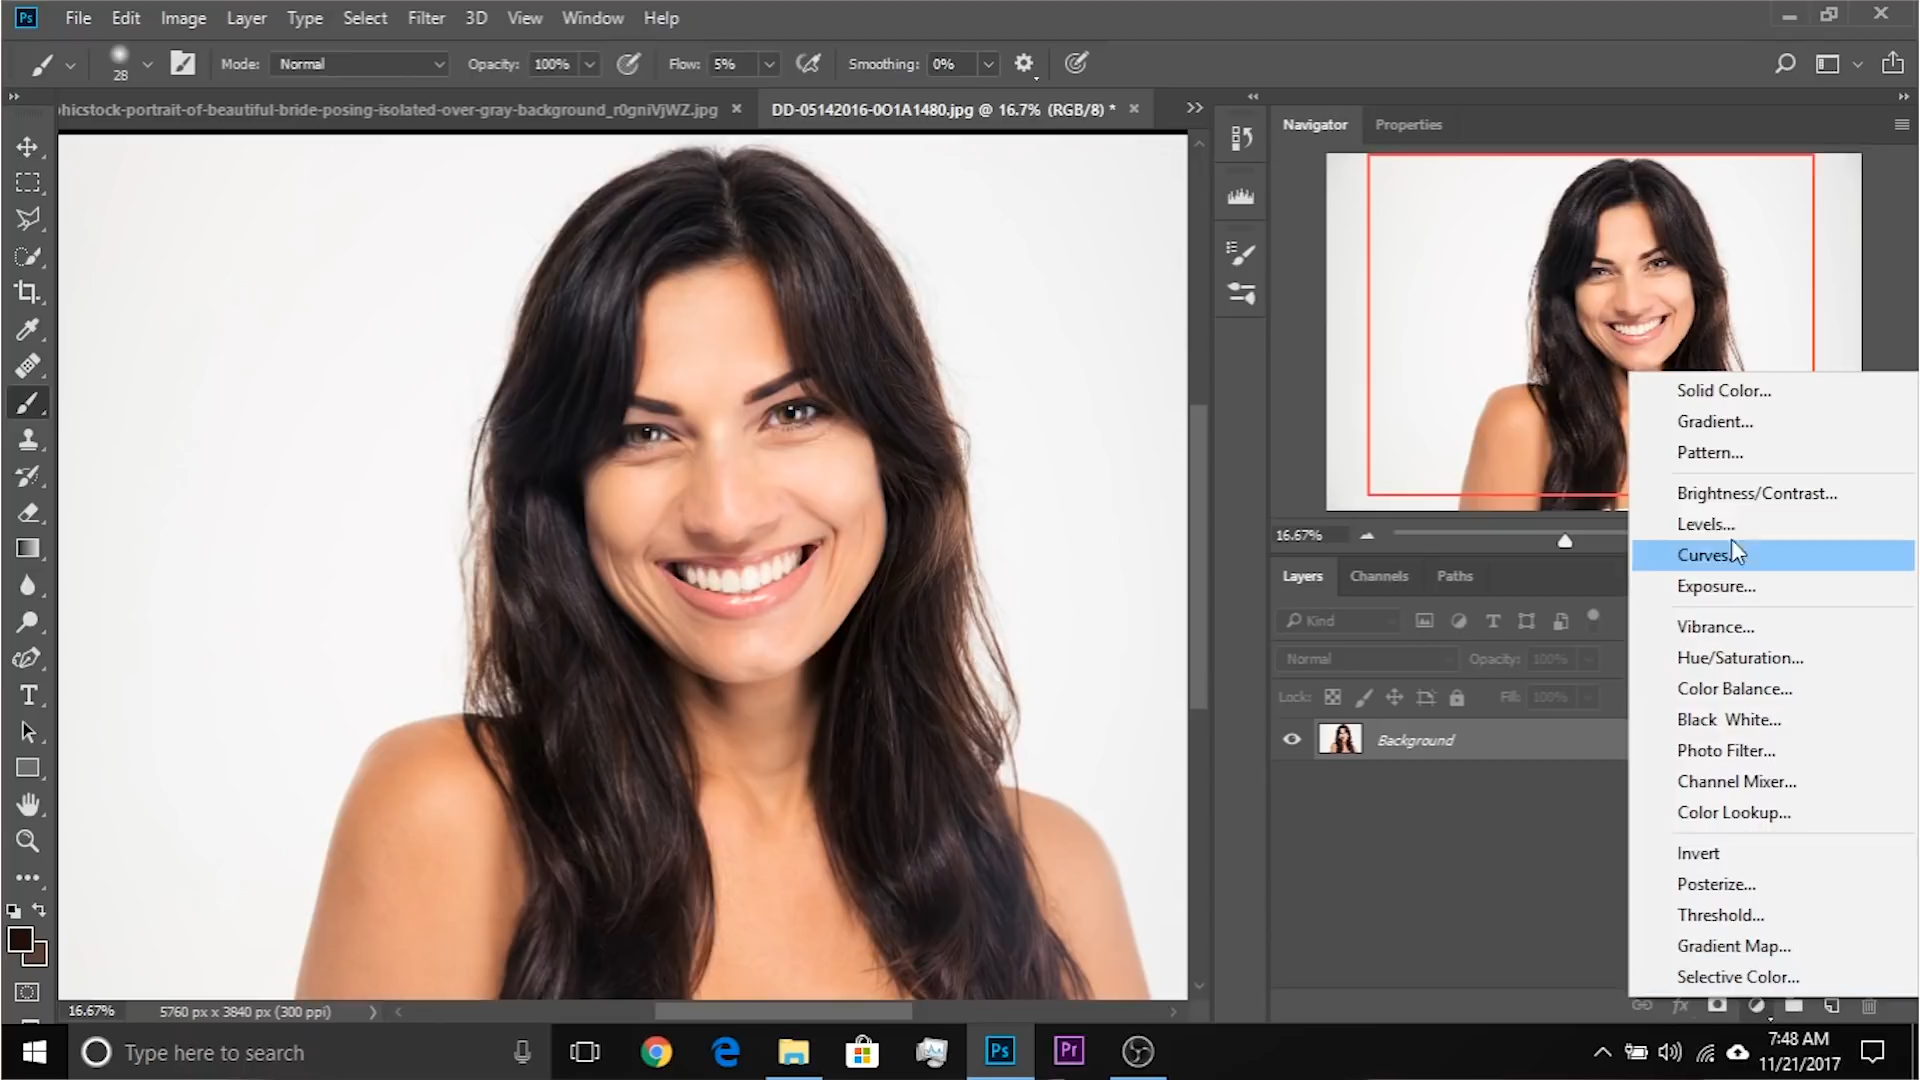 Ps File Edit Image Layer Type Select Filter 3D View Window Help
28 Mode: Normal Opacity: 100% Flow: 5% Smoothing: 0%
hicstock-portrait-of-beautiful-bride-posing-isolated-over-gray-background_r0gniVjWZ.jpg × DD-05142016-0O1A1480.jpg @ 16.7% (RGB/8) * ×
Navigator Properties
Solid Color...
Gradient...
Pattern...
Brightness/Contrast...
Levels...
Curves...
Exposure...
Vibrance...
Hue/Saturation...
Color Balance...
Black  White...
Photo Filter...
Channel Mixer...
Color Lookup...
Invert
Posterize...
Threshold...
Gradient Map...
Selective Color...
16.67%
Layers Channels Paths
Kind
Normal Opacity: 100%
Lock: Fill: 100%
Background
fx
16.67% 5760 px x 3840 px (300 ppi)
Type here to search
Ps Pr
7:48 AM
11/21/2017